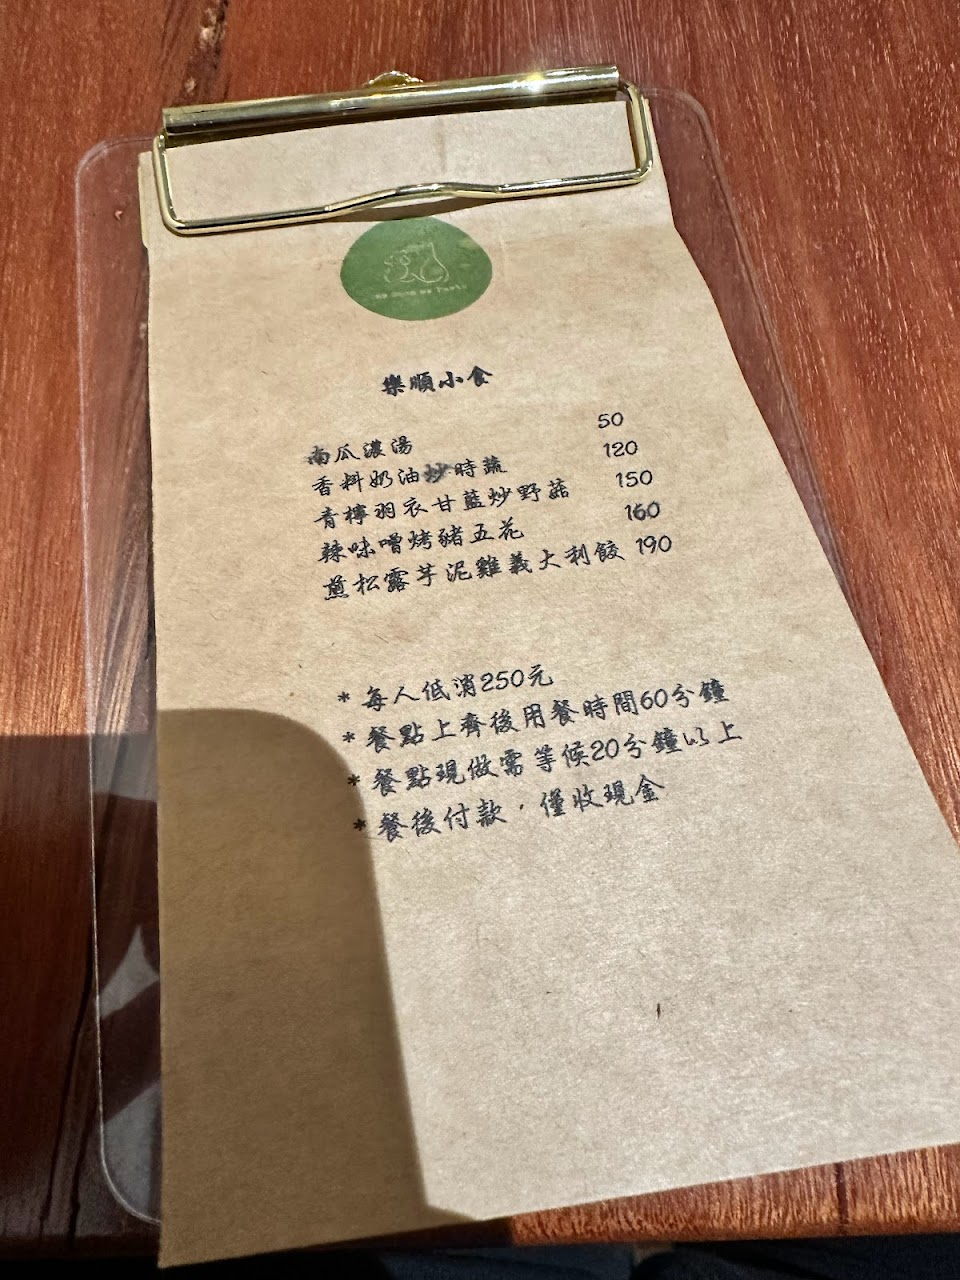 樂順小食
南瓜濃湯 50
香料奶油炒時蔬 120
青檸羽衣甘藍炒野菇 150
辣味噌烤豬五花 160
煎松露芋泥雞義大利餃 190
* 每人低消250元
* 餐點上齊後用餐時間60分鐘
* 餐點現做需等候20分鐘以上
* 餐後付款,僅收現金